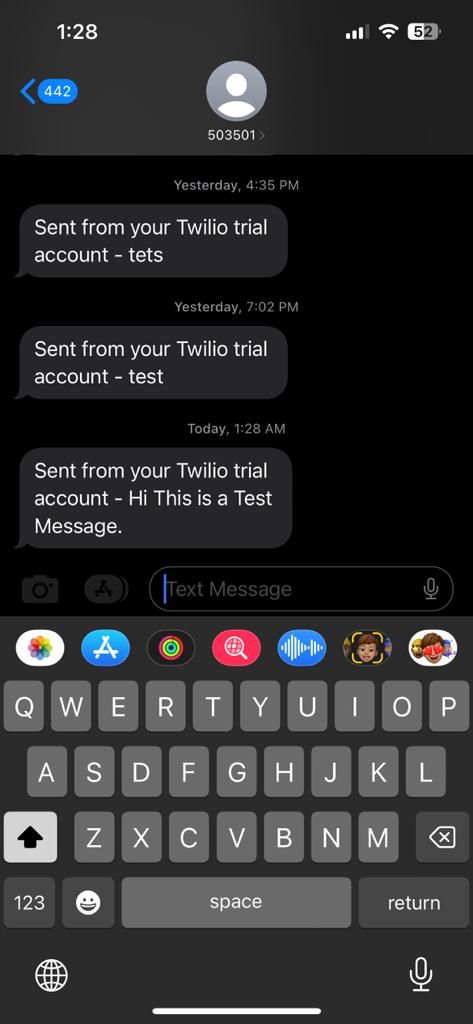 1:28
52
442
503501
Yesterday, 4:35 PM
Sent from your Twilio trial
account - tets
Yesterday, 7:02 PM
Sent from your Twilio trial
account - test
Today, 1:28 AM
Sent from your Twilio trial
account - Hi This is a Test
Message.
Text Message
Q W E R T Y U I O P
A S D F G H J K L
Z X C V B N M
123 space return